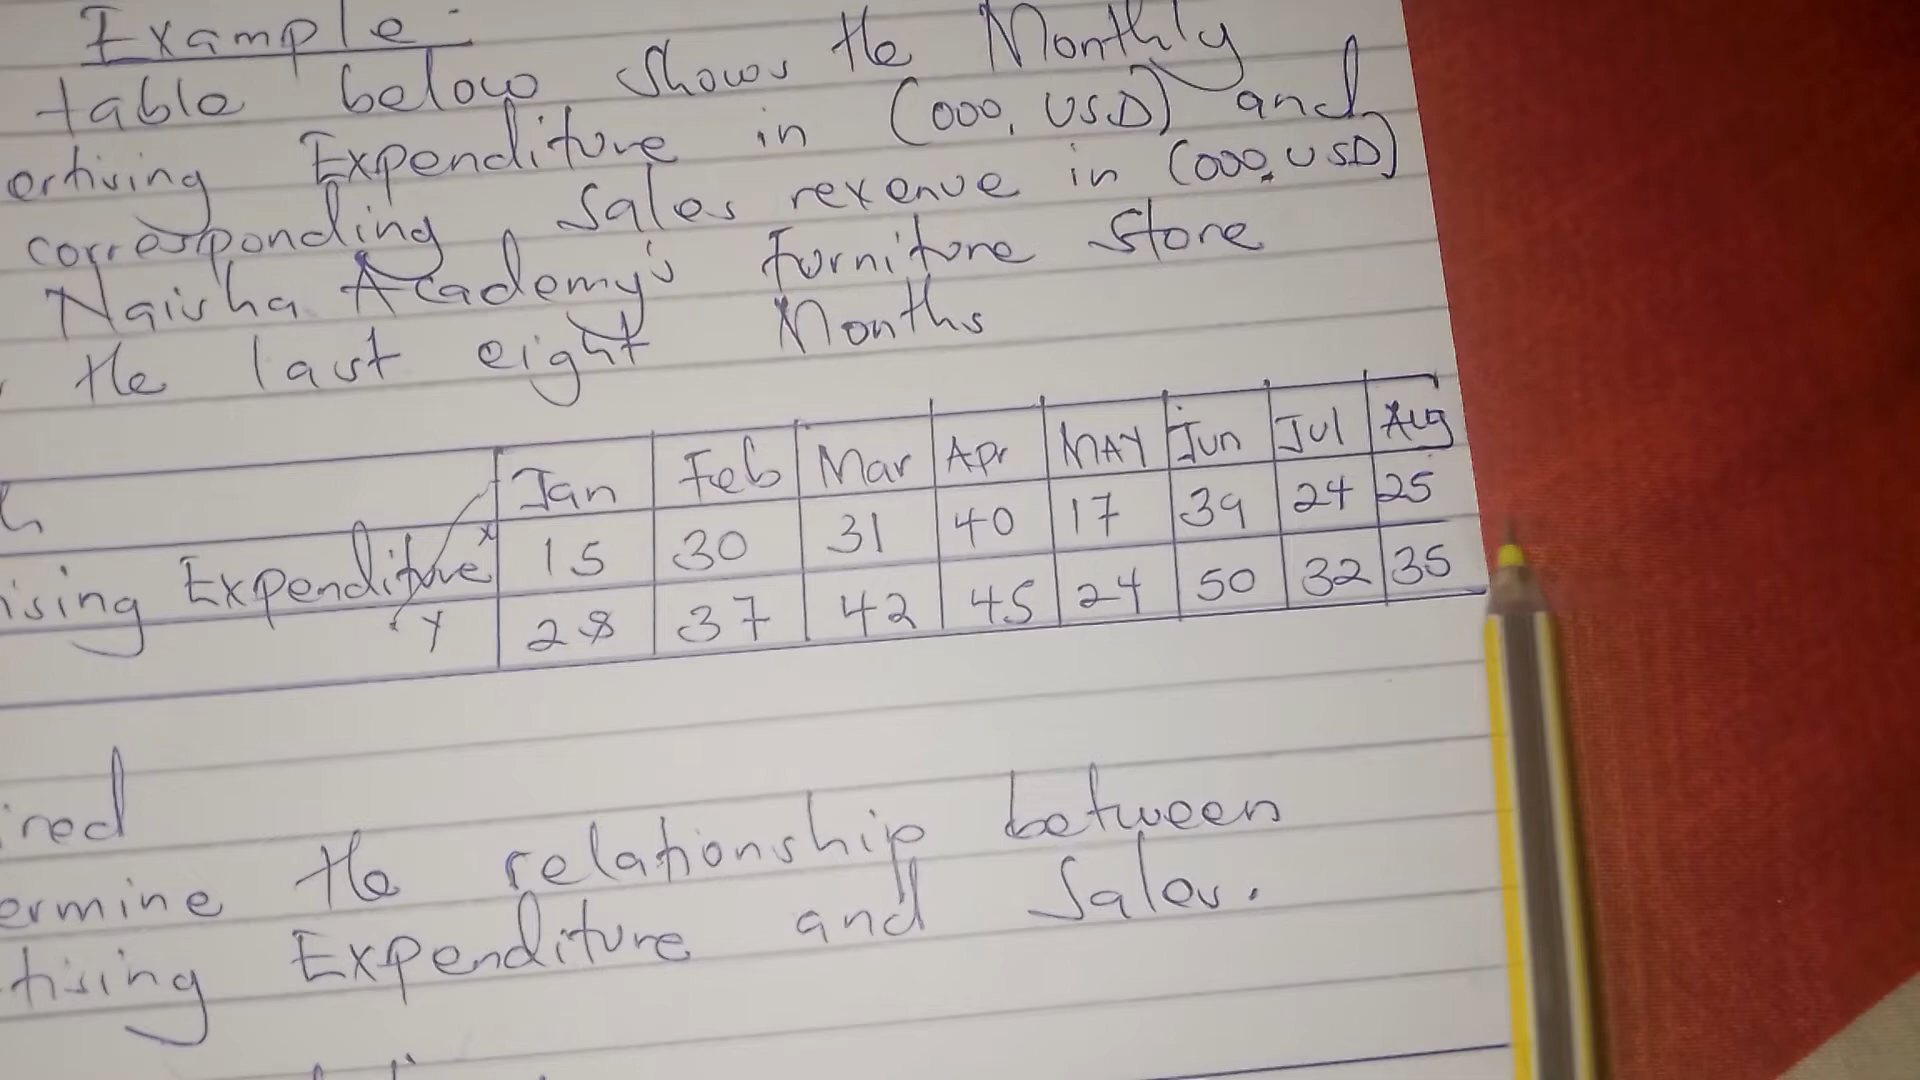 Example:
table below shows the Monthly
ertising Expenditure in (000, USD) and
corresponding Sales revenue in (000, USD)
Naisha Academy's furniture Store
the last eight Months
h Jan Feb Mar Apr MAY Jun Jul Aug
ising Expenditure x 15 30 31 40 17 39 24 25
y 28 37 42 45 24 50 32 35
ired
ermine the relationship between
tising Expenditure and Sales.